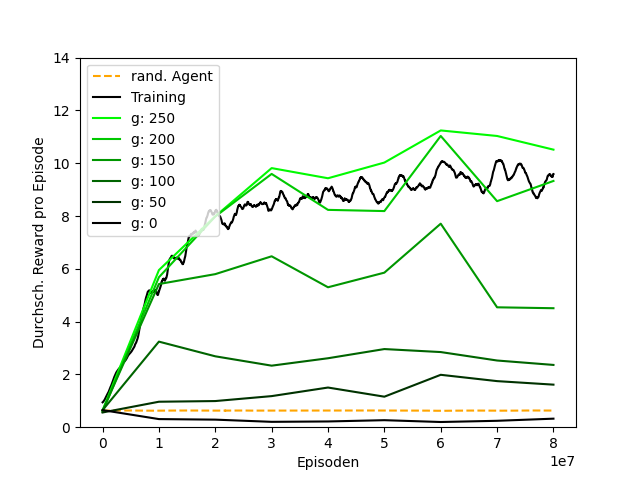 14
12
10
8
6
4
2
0
Durchsch. Reward pro Episode
rand. Agent
Training
g: 250
g: 200
g: 150
g: 100
g: 50
g: 0
0 1 2 3 4 5 6 7 8
Episoden
1e7